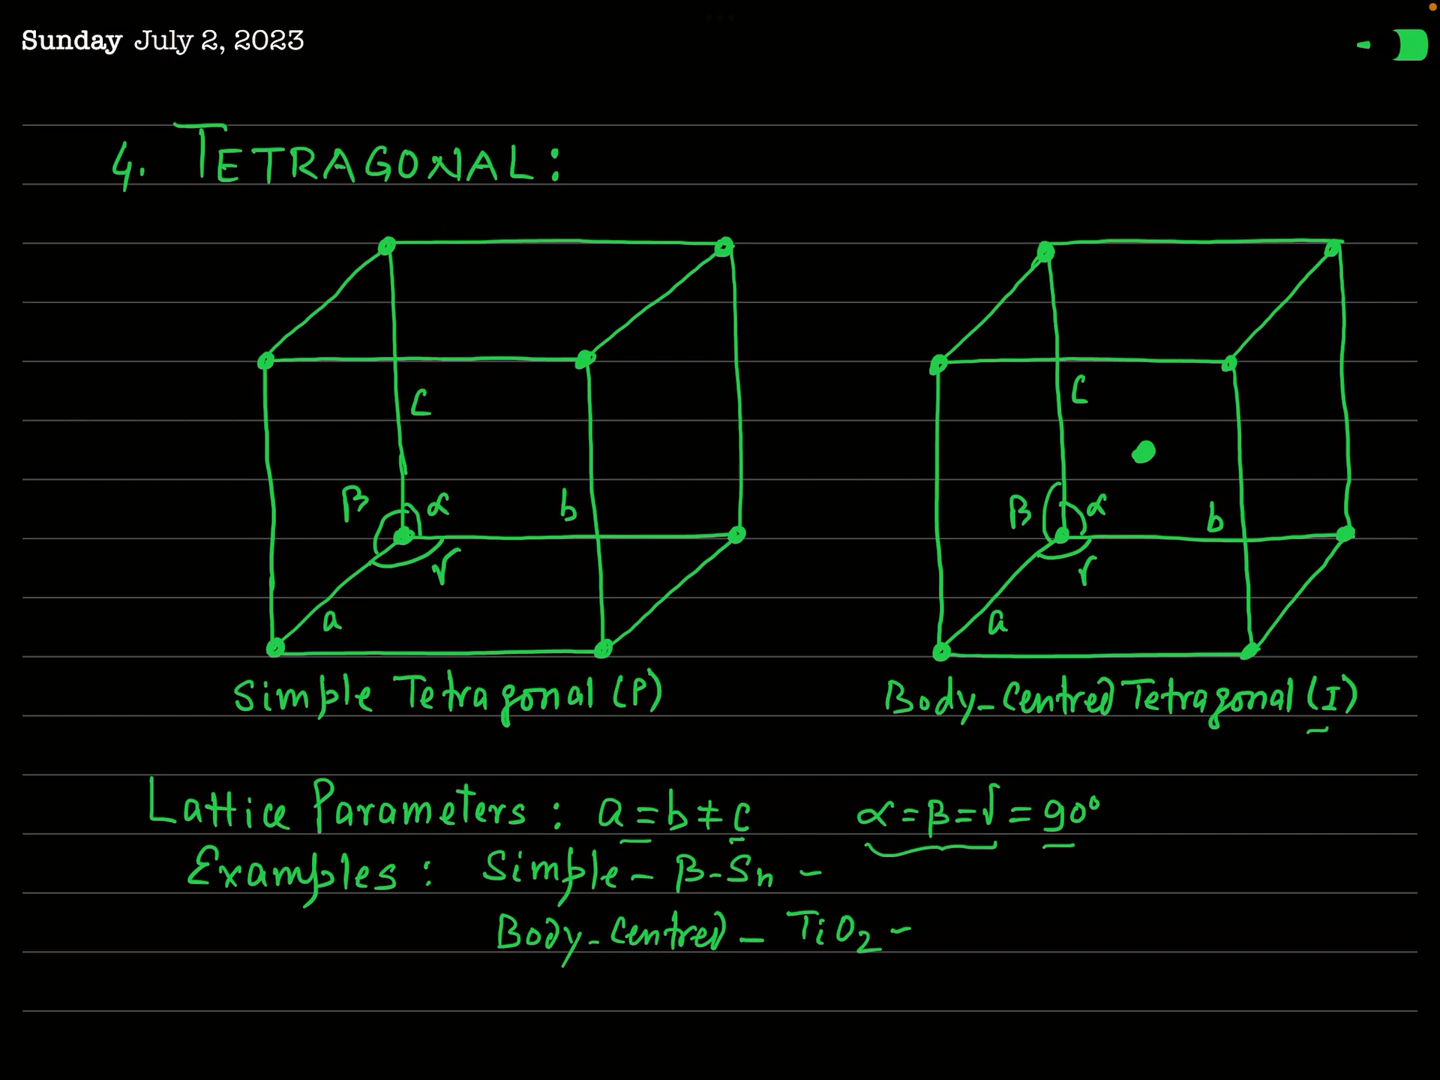 Sunday July 2, 2023
4. TETRAGONAL:
C
β α b
γ
a
Simple Tetragonal (P)
C
β α b
γ
a
Body-Centred Tetragonal (I)
Lattice Parameters : a = b ≠ c α = β = γ = 90°
Examples : Simple - β-Sn -
Body-Centred - TiO2 -